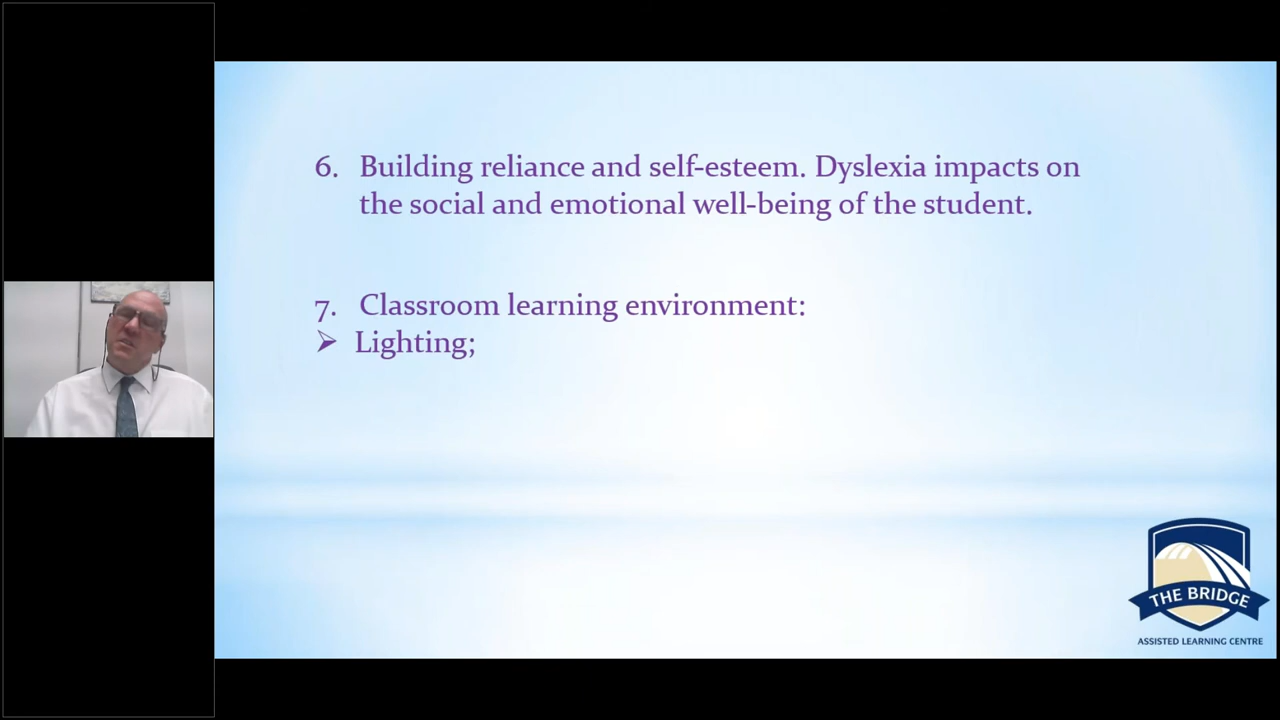 6. Building reliance and self-esteem. Dyslexia impacts on
the social and emotional well-being of the student.
7. Classroom learning environment:
➢ Lighting;
THE BRIDGE
ASSISTED LEARNING CENTRE